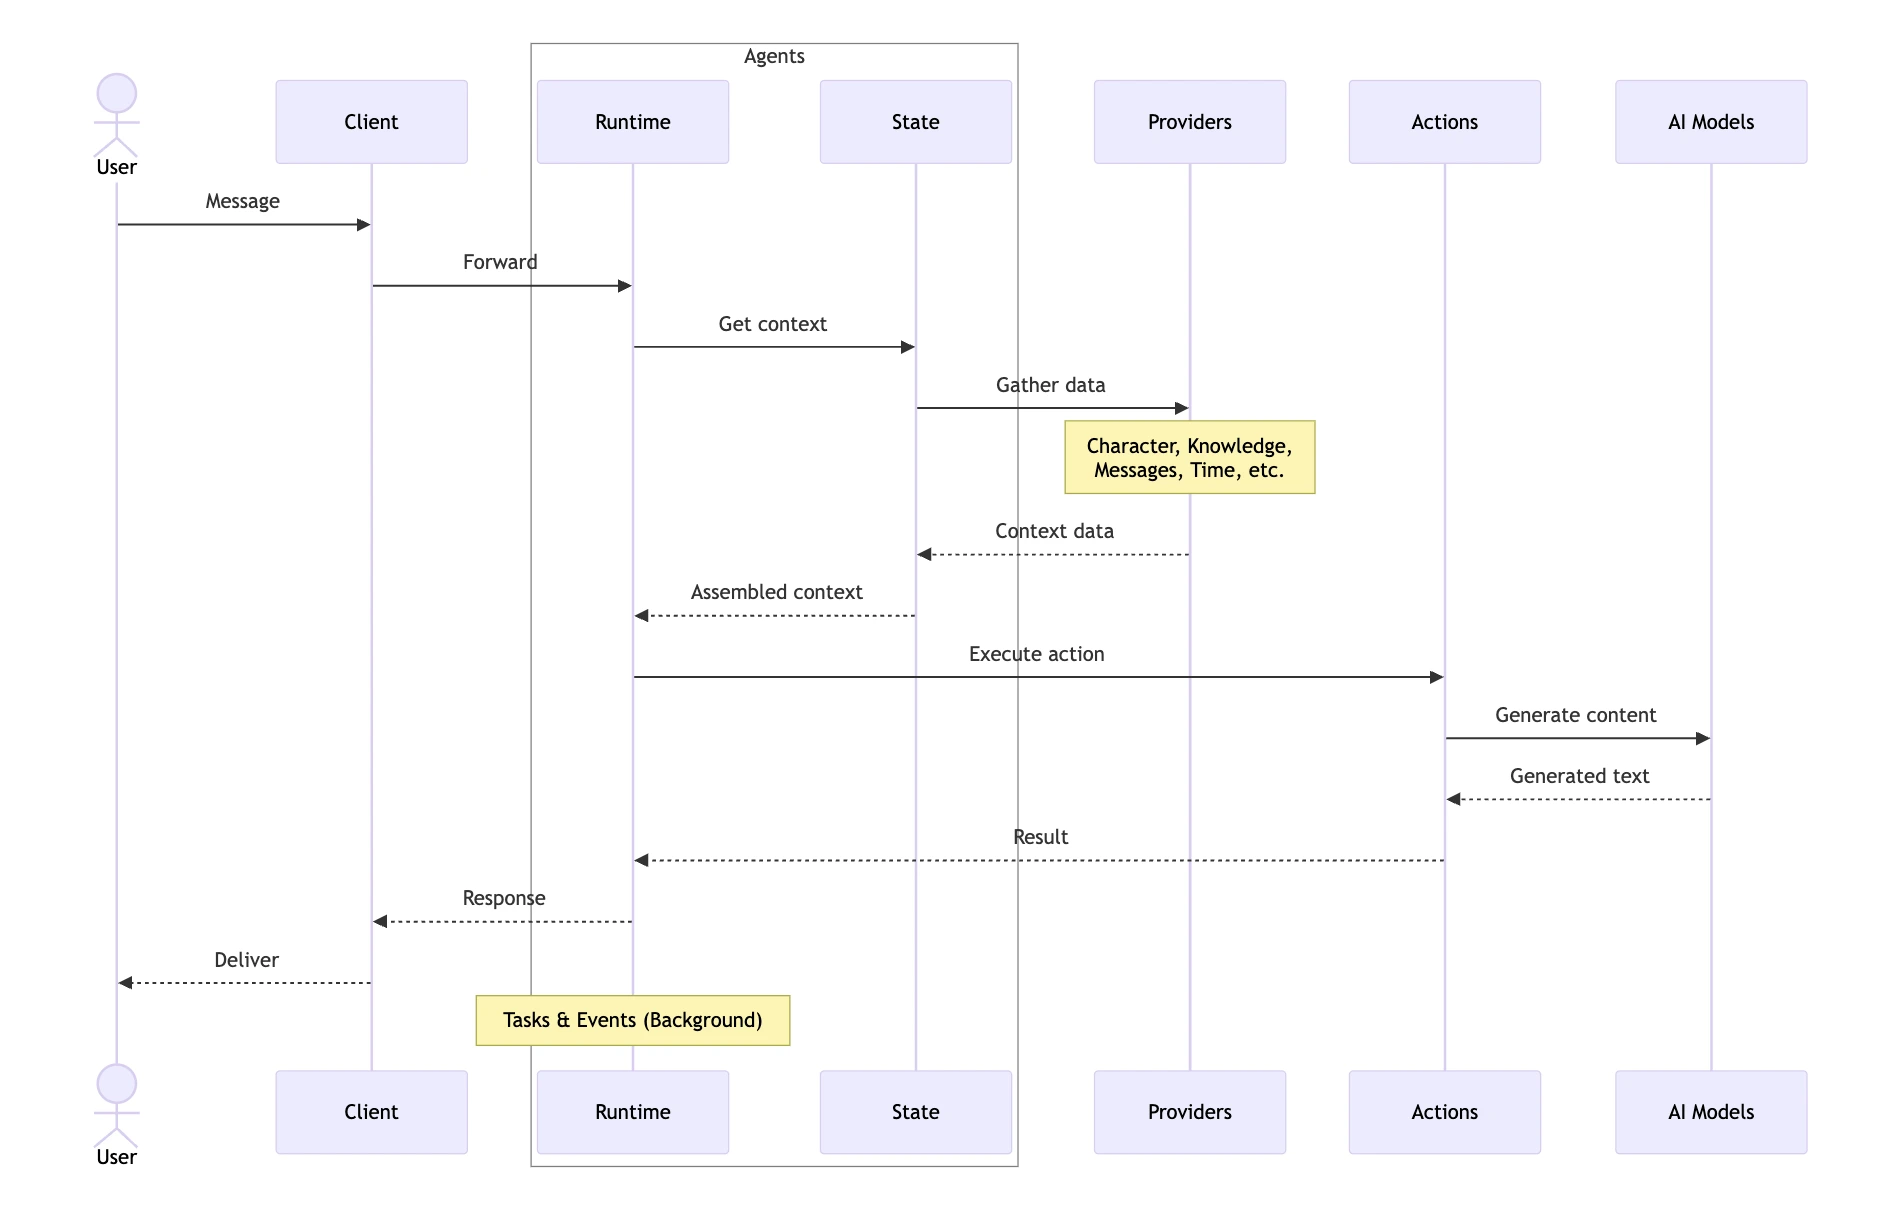 Agents
User
Client
Runtime
State
Providers
Actions
AI Models
Message
Forward
Get context
Gather data
Character, Knowledge,
Messages, Time, etc.
Context data
Assembled context
Execute action
Generate content
Generated text
Result
Response
Deliver
Tasks & Events (Background)
User
Client
Runtime
State
Providers
Actions
AI Models